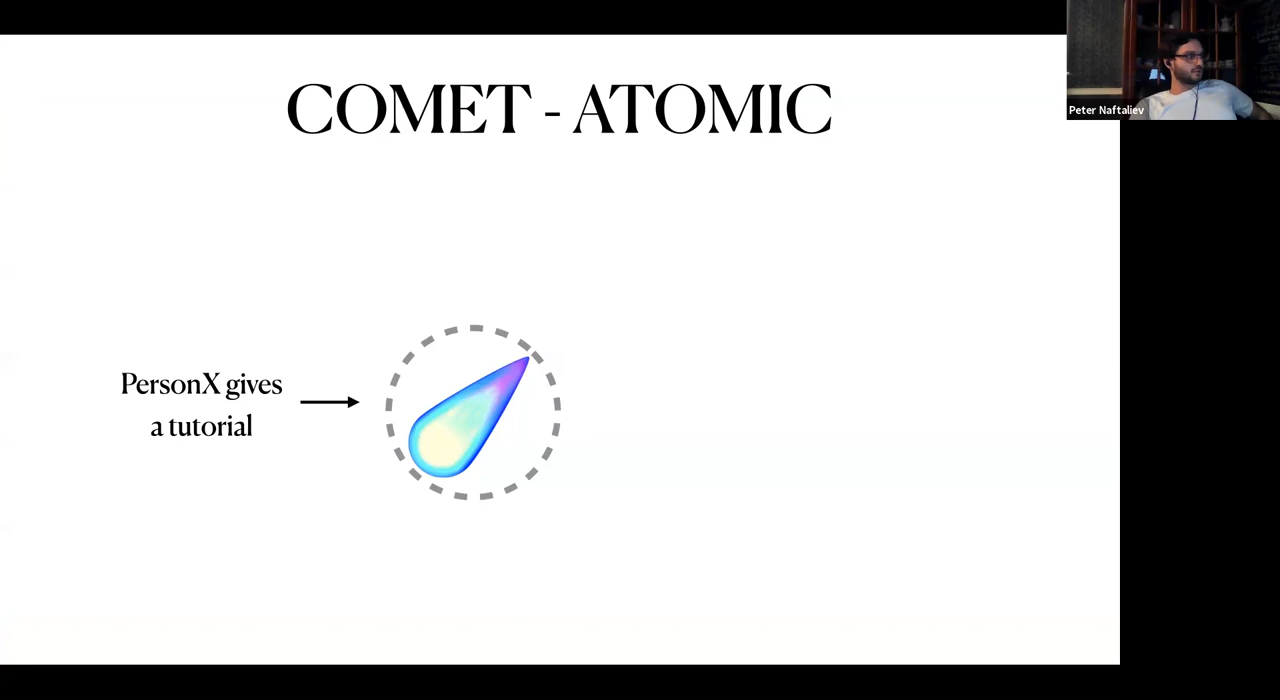 COMET - ATOMIC
Peter Naftaliev
PersonX gives
a tutorial